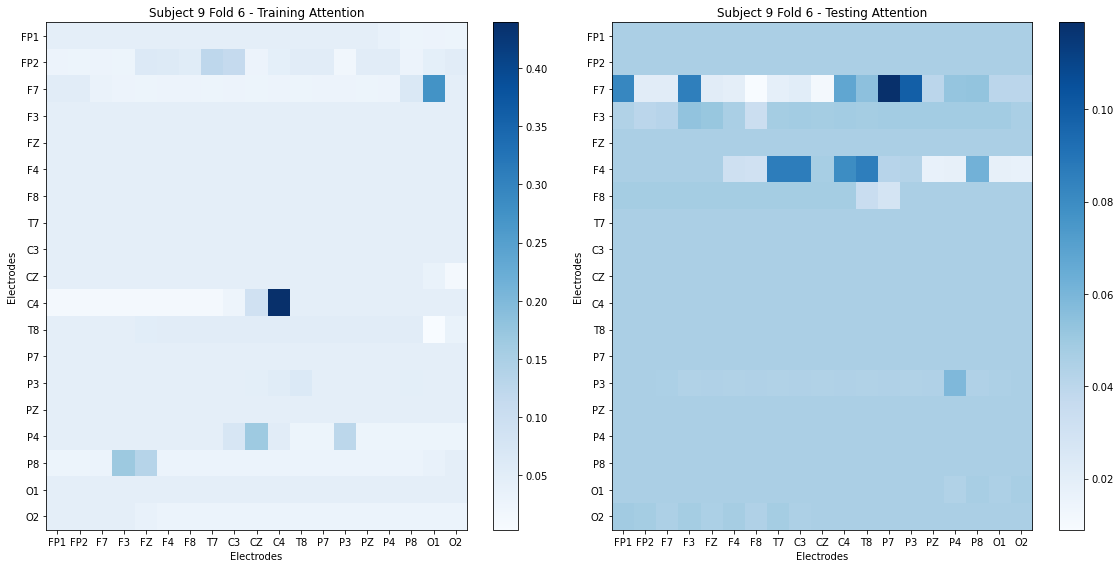 Subject 9 Fold 6 - Training Attention
FP1
FP2
F7
F3
FZ
F4
F8
T7
C3
CZ
C4
T8
P7
P3
PZ
P4
P8
O1
O2
Electrodes
FP1 FP2 F7 F3 FZ F4 F8 T7 C3 CZ C4 T8 P7 P3 PZ P4 P8 O1 O2
Electrodes
0.40
0.35
0.30
0.25
0.20
0.15
0.10
0.05
Subject 9 Fold 6 - Testing Attention
FP1
FP2
F7
F3
FZ
F4
F8
T7
C3
CZ
C4
T8
P7
P3
PZ
P4
P8
O1
O2
Electrodes
FP1 FP2 F7 F3 FZ F4 F8 T7 C3 CZ C4 T8 P7 P3 PZ P4 P8 O1 O2
Electrodes
0.10
0.08
0.06
0.04
0.02